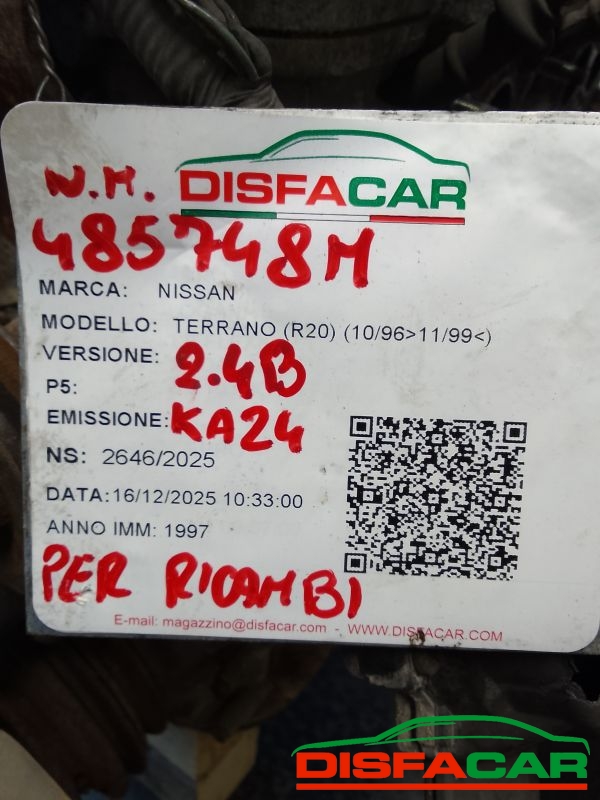 N.M. DISFACAR
485748M
MARCA: NISSAN
MODELLO: TERRANO (R20) (10/96>11/99<)
VERSIONE: 2.4B
P5:
EMISSIONE: KA24
NS: 2646/2025
DATA:16/12/2025 10:33:00
ANNO IMM: 1997
PER RICAMBI
E-mail: magazzino@disfacar.com - WWW.DISFACAR.COM
DISFACAR